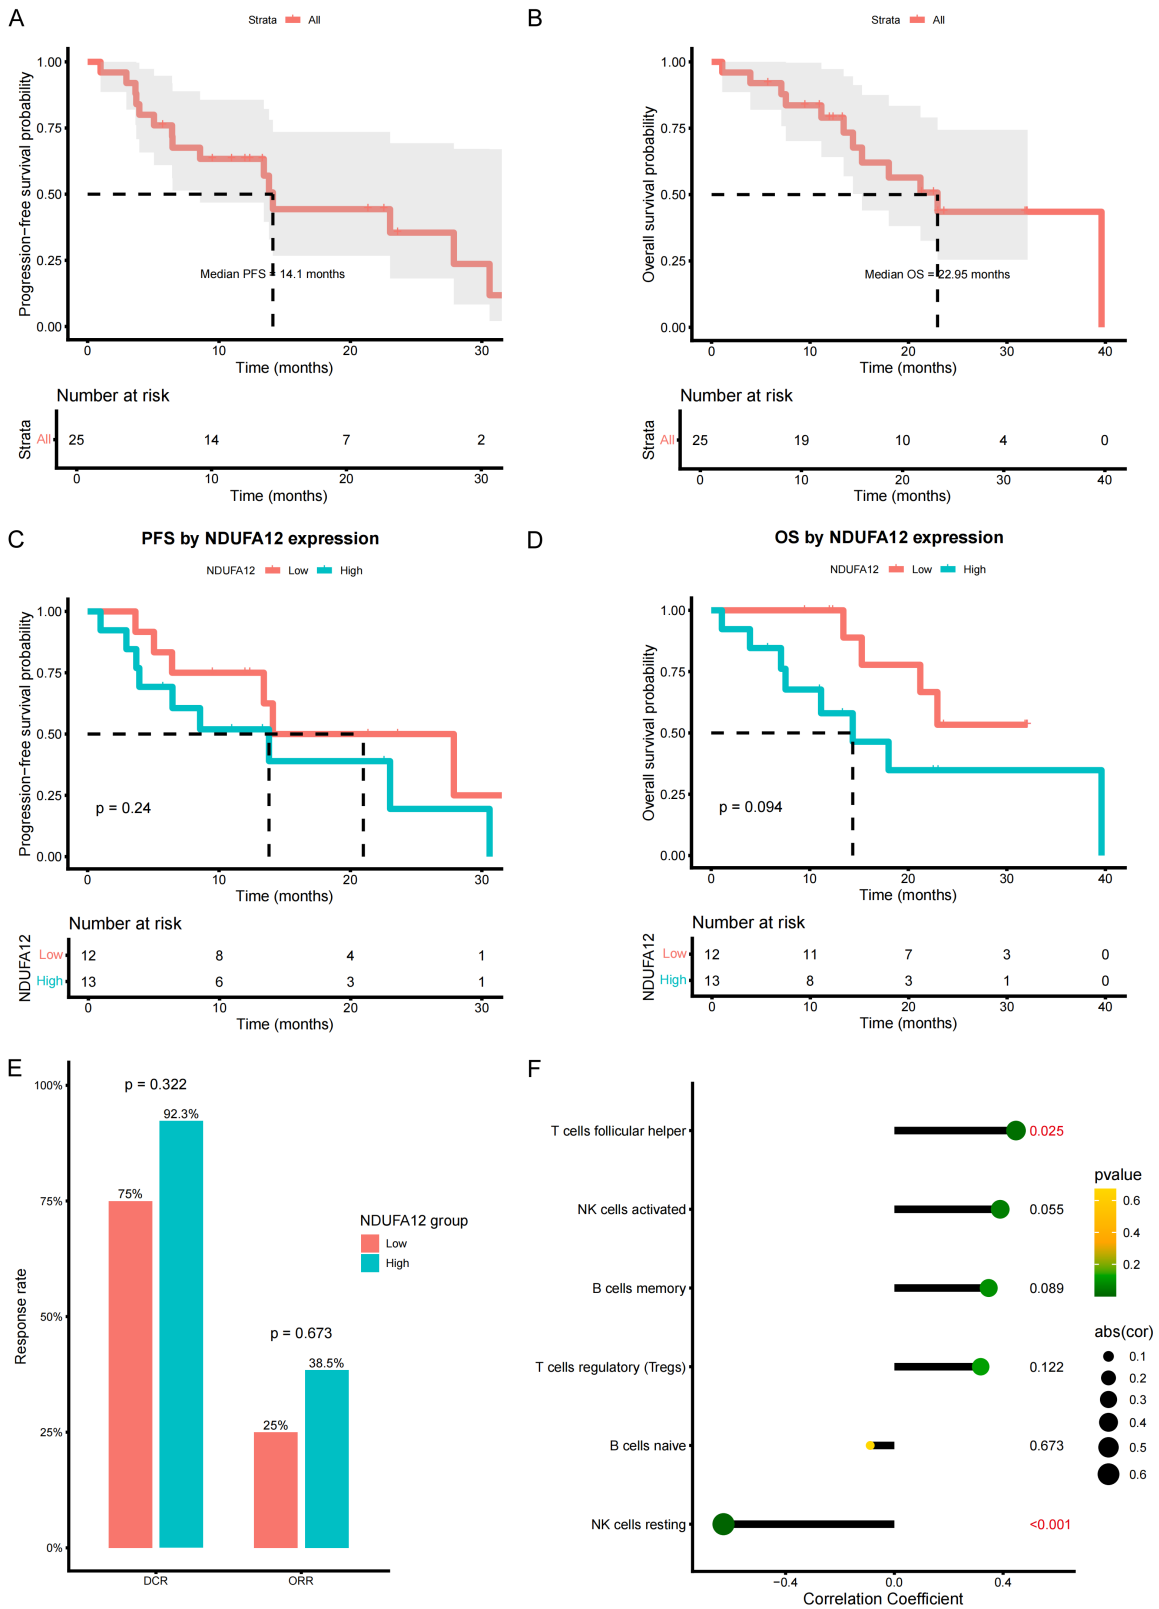 A
Strata All
Progression−free survival probability
1.00
0.75
0.50
0.25
0.00
Median PFS = 14.1 months
0 10 20 30
Time (months)
Number at risk
Strata
All 25 14 7 2
0 10 20 30
Time (months)
B
Strata All
Overall survival probability
1.00
0.75
0.50
0.25
0.00
Median OS = 22.95 months
0 10 20 30 40
Time (months)
Number at risk
Strata
All 25 19 10 4 0
0 10 20 30 40
Time (months)
C
PFS by NDUFA12 expression
NDUFA12 Low High
Progression−free survival probability
1.00
0.75
0.50
0.25
0.00
p = 0.24
0 10 20 30
Time (months)
Number at risk
NDUFA12
Low 12 8 4 1
High 13 6 3 1
0 10 20 30
Time (months)
D
OS by NDUFA12 expression
NDUFA12 Low High
Overall survival probability
1.00
0.75
0.50
0.25
0.00
p = 0.094
0 10 20 30 40
Time (months)
Number at risk
NDUFA12
Low 12 11 7 3 0
High 13 8 3 1 0
0 10 20 30 40
Time (months)
E
Response rate
100%
75%
50%
25%
0%
p = 0.322
92.3%
75%
p = 0.673
38.5%
25%
DCR ORR
NDUFA12 group
Low
High
F
T cells follicular helper 0.025
NK cells activated 0.055
B cells memory 0.089
T cells regulatory (Tregs) 0.122
B cells naive 0.673
NK cells resting <0.001
−0.4 0.0 0.4
Correlation Coefficient
pvalue
0.6
0.4
0.2
abs(cor)
0.1
0.2
0.3
0.4
0.5
0.6